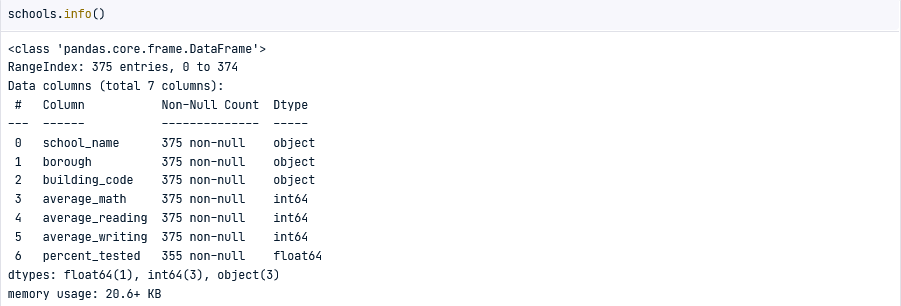 schools.info()
<class 'pandas.core.frame.DataFrame'>
RangeIndex: 375 entries, 0 to 374
Data columns (total 7 columns):
 #   Column           Non-Null Count  Dtype
---  ------           --------------  -----
 0   school_name      375 non-null    object
 1   borough          375 non-null    object
 2   building_code    375 non-null    object
 3   average_math     375 non-null    int64
 4   average_reading  375 non-null    int64
 5   average_writing  375 non-null    int64
 6   percent_tested   355 non-null    float64
dtypes: float64(1), int64(3), object(3)
memory usage: 20.6+ KB